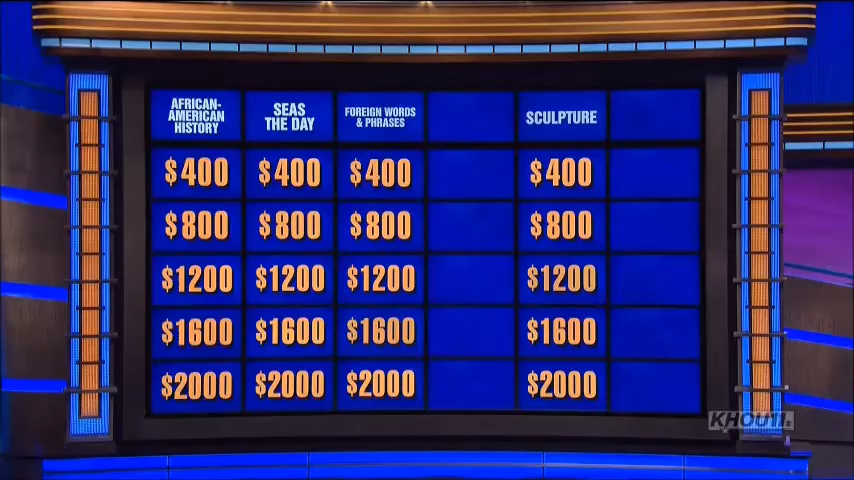 AFRICAN-
AMERICAN
HISTORY
SEAS
THE DAY
FOREIGN WORDS
& PHRASES
SCULPTURE
$400 $400 $400 $400
$800 $800 $800 $800
$1200 $1200 $1200 $1200
$1600 $1600 $1600 $1600
$2000 $2000 $2000 $2000
KHOU11